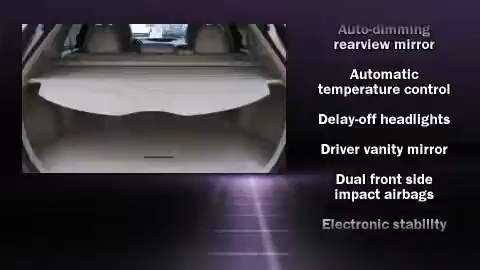 Auto-dimming
rearview mirror
Automatic
temperature control
Delay-off headlights
Driver vanity mirror
Dual front side
impact airbags
Electronic stability